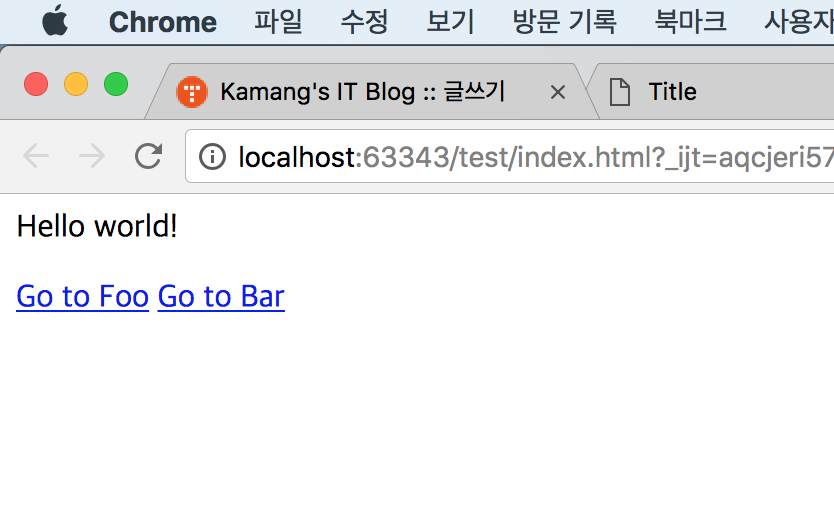 Chrome 파일 수정 보기 방문 기록 북마크 사용자
Kamang's IT Blog :: 글쓰기 Title
localhost:63343/test/index.html?_ijt=aqcjeri57
Hello world!
Go to Foo Go to Bar